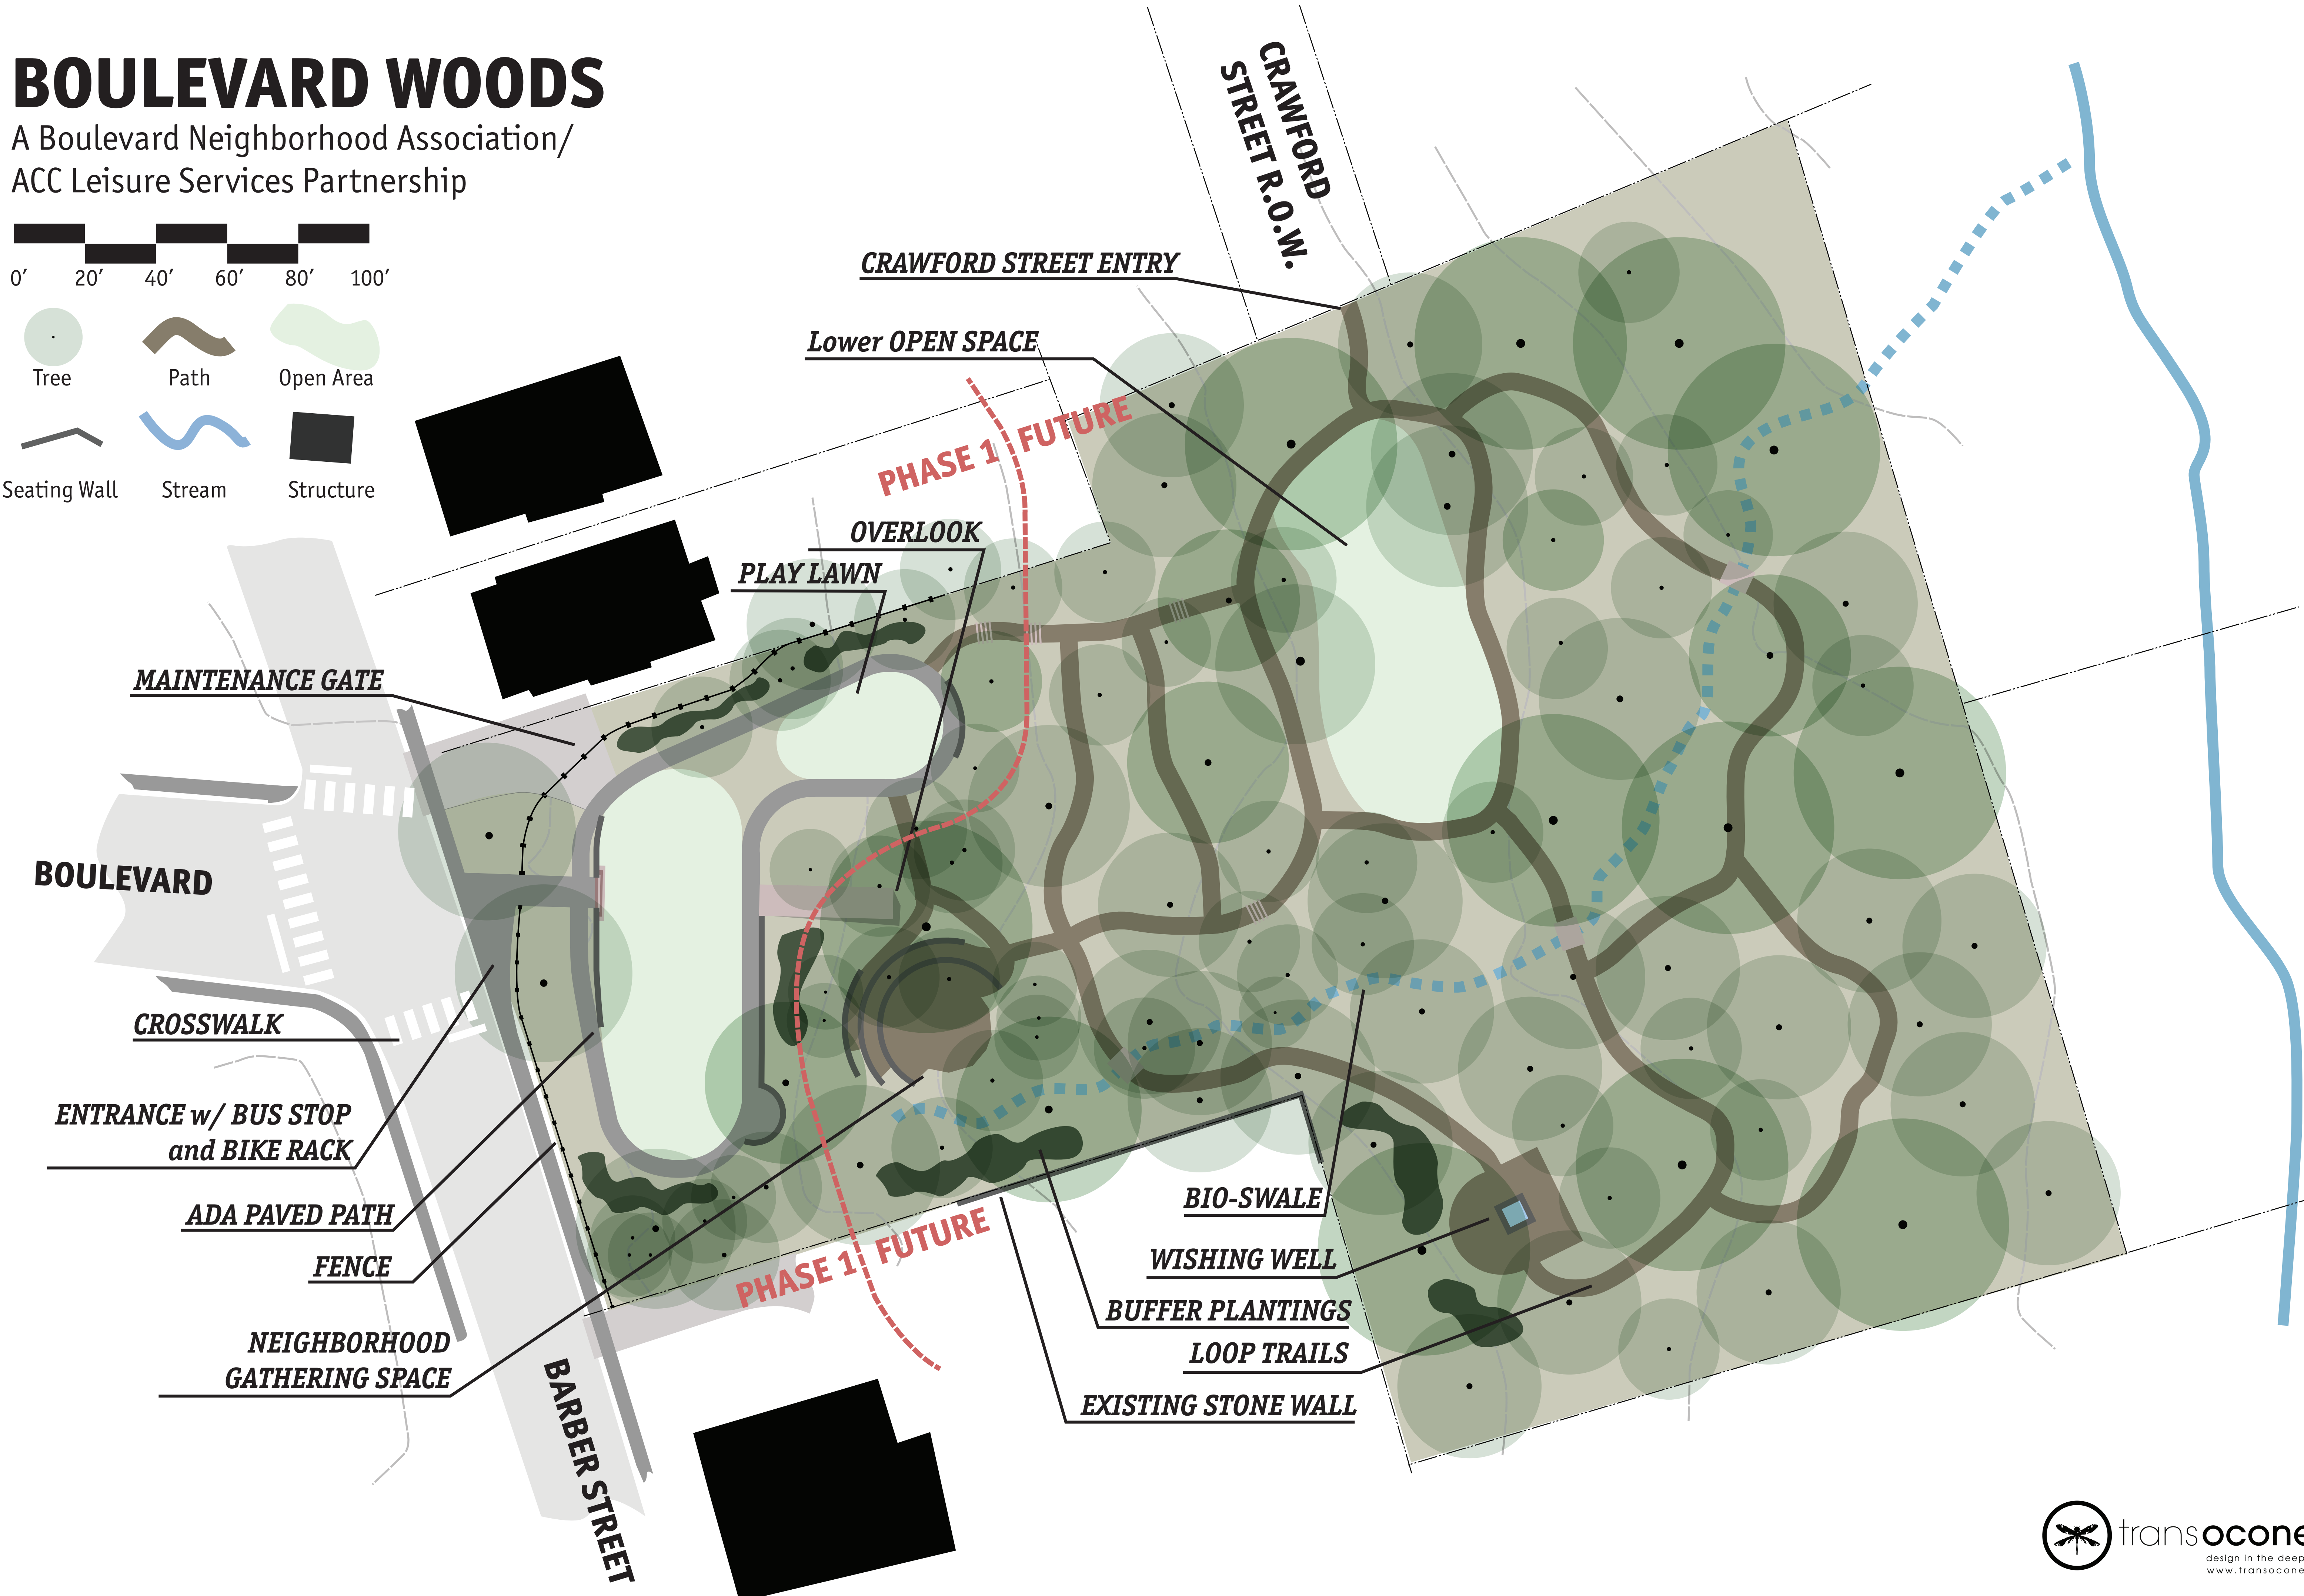 BOULEVARD WOODS
A Boulevard Neighborhood Association/
ACC Leisure Services Partnership
0′ 20′ 40′ 60′ 80′ 100′
Tree Path Open Area
Seating Wall Stream Structure
CRAWFORD
STREET R.O.W.
CRAWFORD STREET ENTRY
Lower OPEN SPACE
PHASE 1 FUTURE
OVERLOOK
PLAY LAWN
MAINTENANCE GATE
BOULEVARD
CROSSWALK
ENTRANCE w/ BUS STOP
and BIKE RACK
ADA PAVED PATH
FENCE
NEIGHBORHOOD
GATHERING SPACE
BARBER STREET
PHASE 1 FUTURE
BIO-SWALE
WISHING WELL
BUFFER PLANTINGS
LOOP TRAILS
EXISTING STONE WALL
transocone
design in the deep
www.transocone